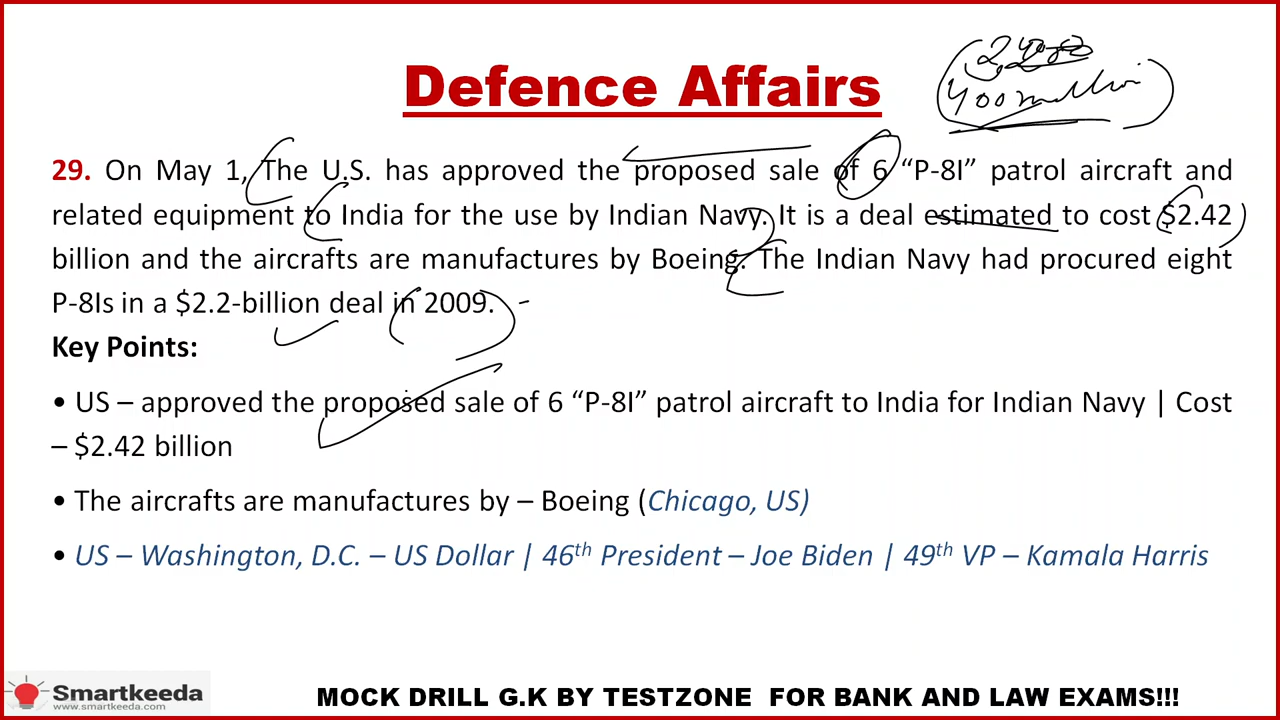 Defence Affairs
400 million
29. On May 1, The U.S. has approved the proposed sale of 6 “P-8I” patrol aircraft and
related equipment to India for the use by Indian Navy. It is a deal estimated to cost $2.42
billion and the aircrafts are manufactures by Boeing. The Indian Navy had procured eight
P-8Is in a $2.2-billion deal in 2009.
Key Points:
• US – approved the proposed sale of 6 “P-8I” patrol aircraft to India for Indian Navy | Cost
– $2.42 billion
• The aircrafts are manufactures by – Boeing (Chicago, US)
• US – Washington, D.C. – US Dollar | 46th President – Joe Biden | 49th VP – Kamala Harris
Smartkeeda
www.smartkeeda.com
MOCK DRILL G.K BY TESTZONE FOR BANK AND LAW EXAMS!!!